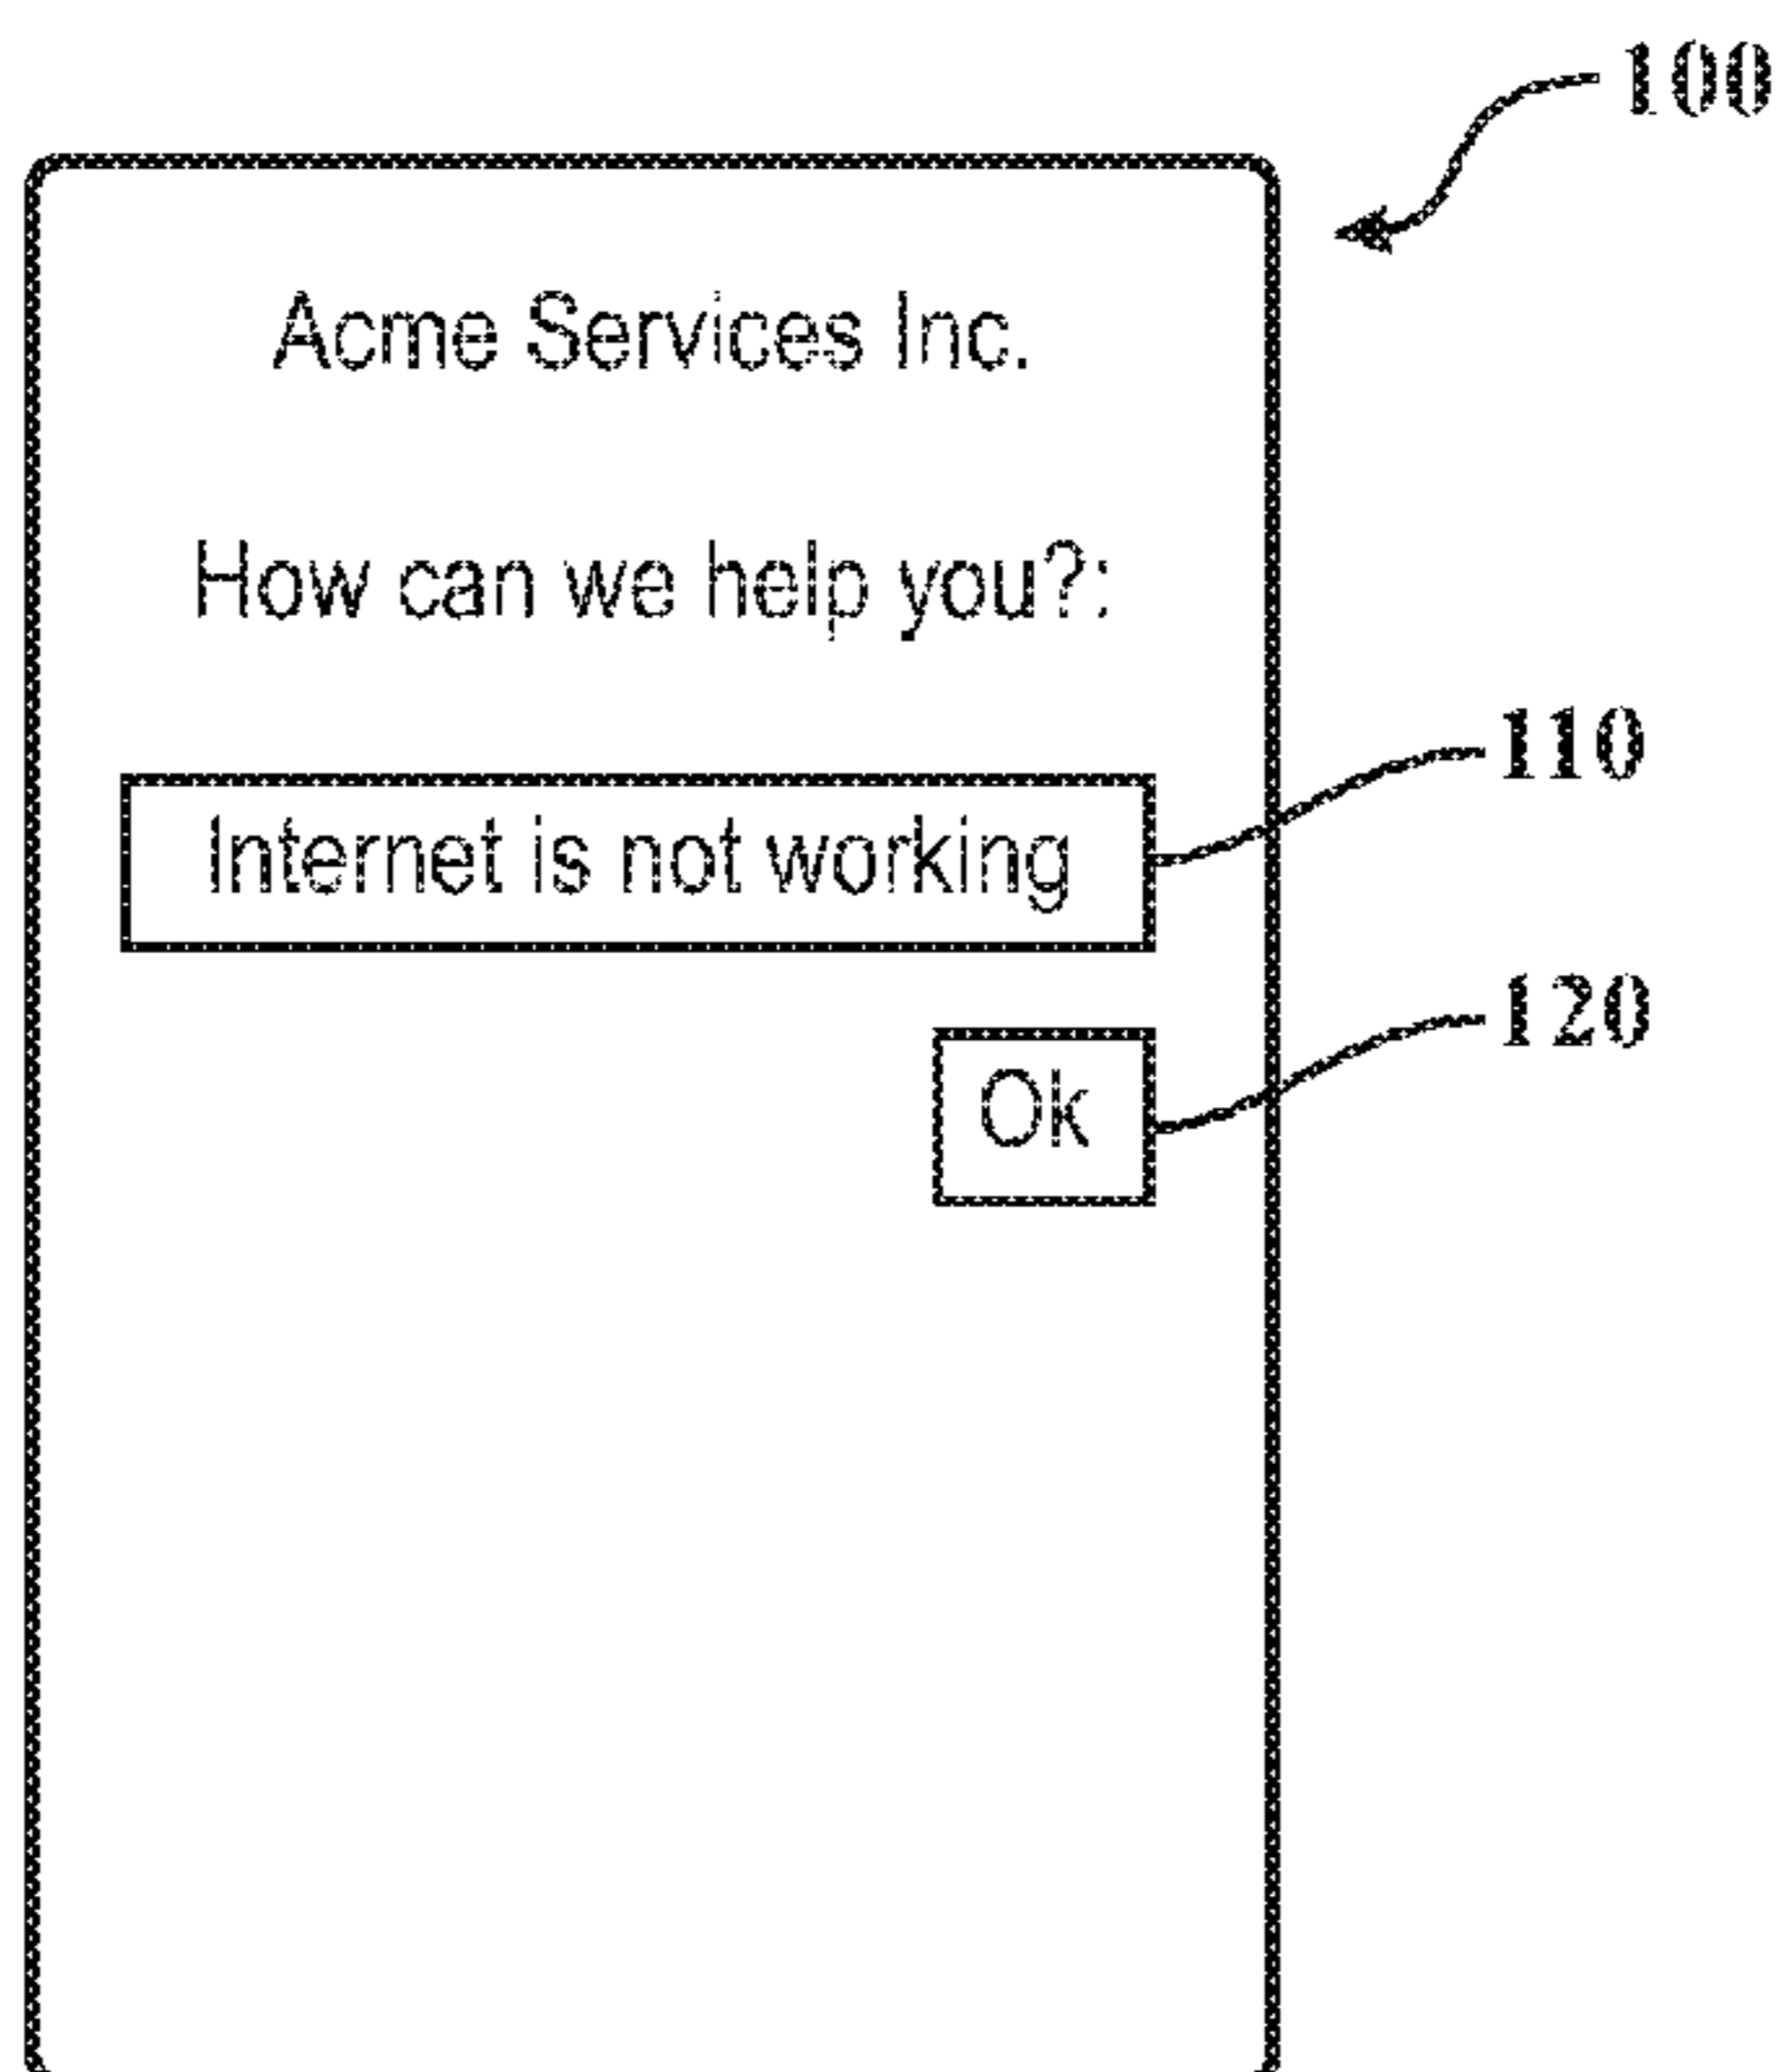 100
Acme Services Inc.
How can we help you?:
110
Internet is not working
120
Ok